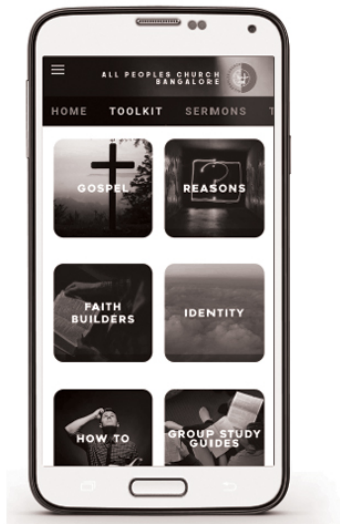 ALL PEOPLES CHURCH
BANGALORE
HOME TOOLKIT SERMONS T
GOSPEL
REASONS
FAITH
BUILDERS
IDENTITY
HOW TO
GROUP STUDY
GUIDES